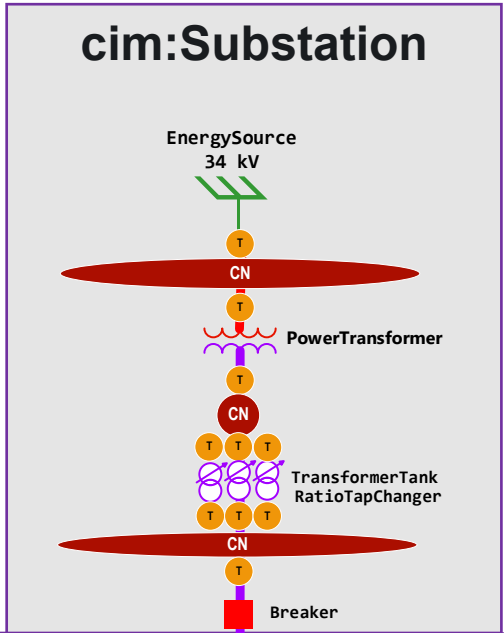 cim:Substation
EnergySource
34 kV
T
CN
T
PowerTransformer
T
CN
T T T
TransformerTank
RatioTapChanger
T T T
CN
T
Breaker